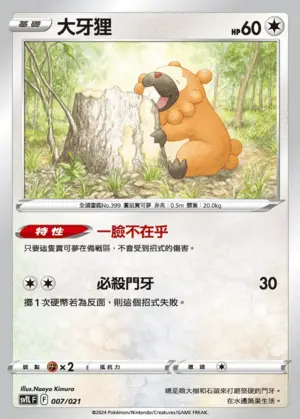 基礎 大牙狸 HP60
全國圖鑑No.399 圓鼠寶可夢 身高：0.5m 體重：20.0kg
特性 一臉不在乎
只要這隻寶可夢在備戰區，不會受到招式的傷害。
必殺門牙 30
擲1次硬幣若為反面，則這個招式失敗。
弱點 ×2 抵抗力 撤退
illus.Naoyo Kimura
SV1L F F 007/021
總是啃大樹和石頭來打磨堅硬的門牙。
在水邊築巢生活。
©2024 Pokémon/Nintendo/Creatures/GAME FREAK.